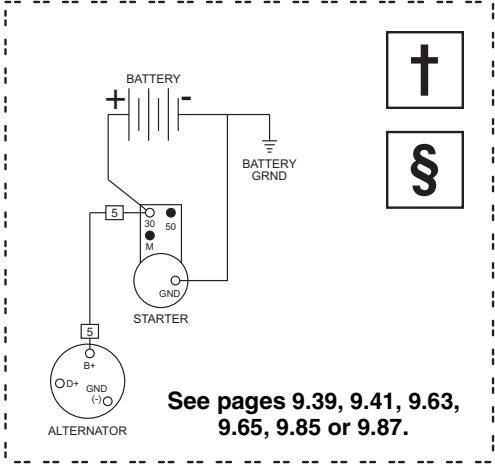 †
BATTERY
+ -
BATTERY
GRND
§
5
30 50
M
GND
STARTER
5
B+
D+ GND
(-)
ALTERNATOR
See pages 9.39, 9.41, 9.63,
9.65, 9.85 or 9.87.